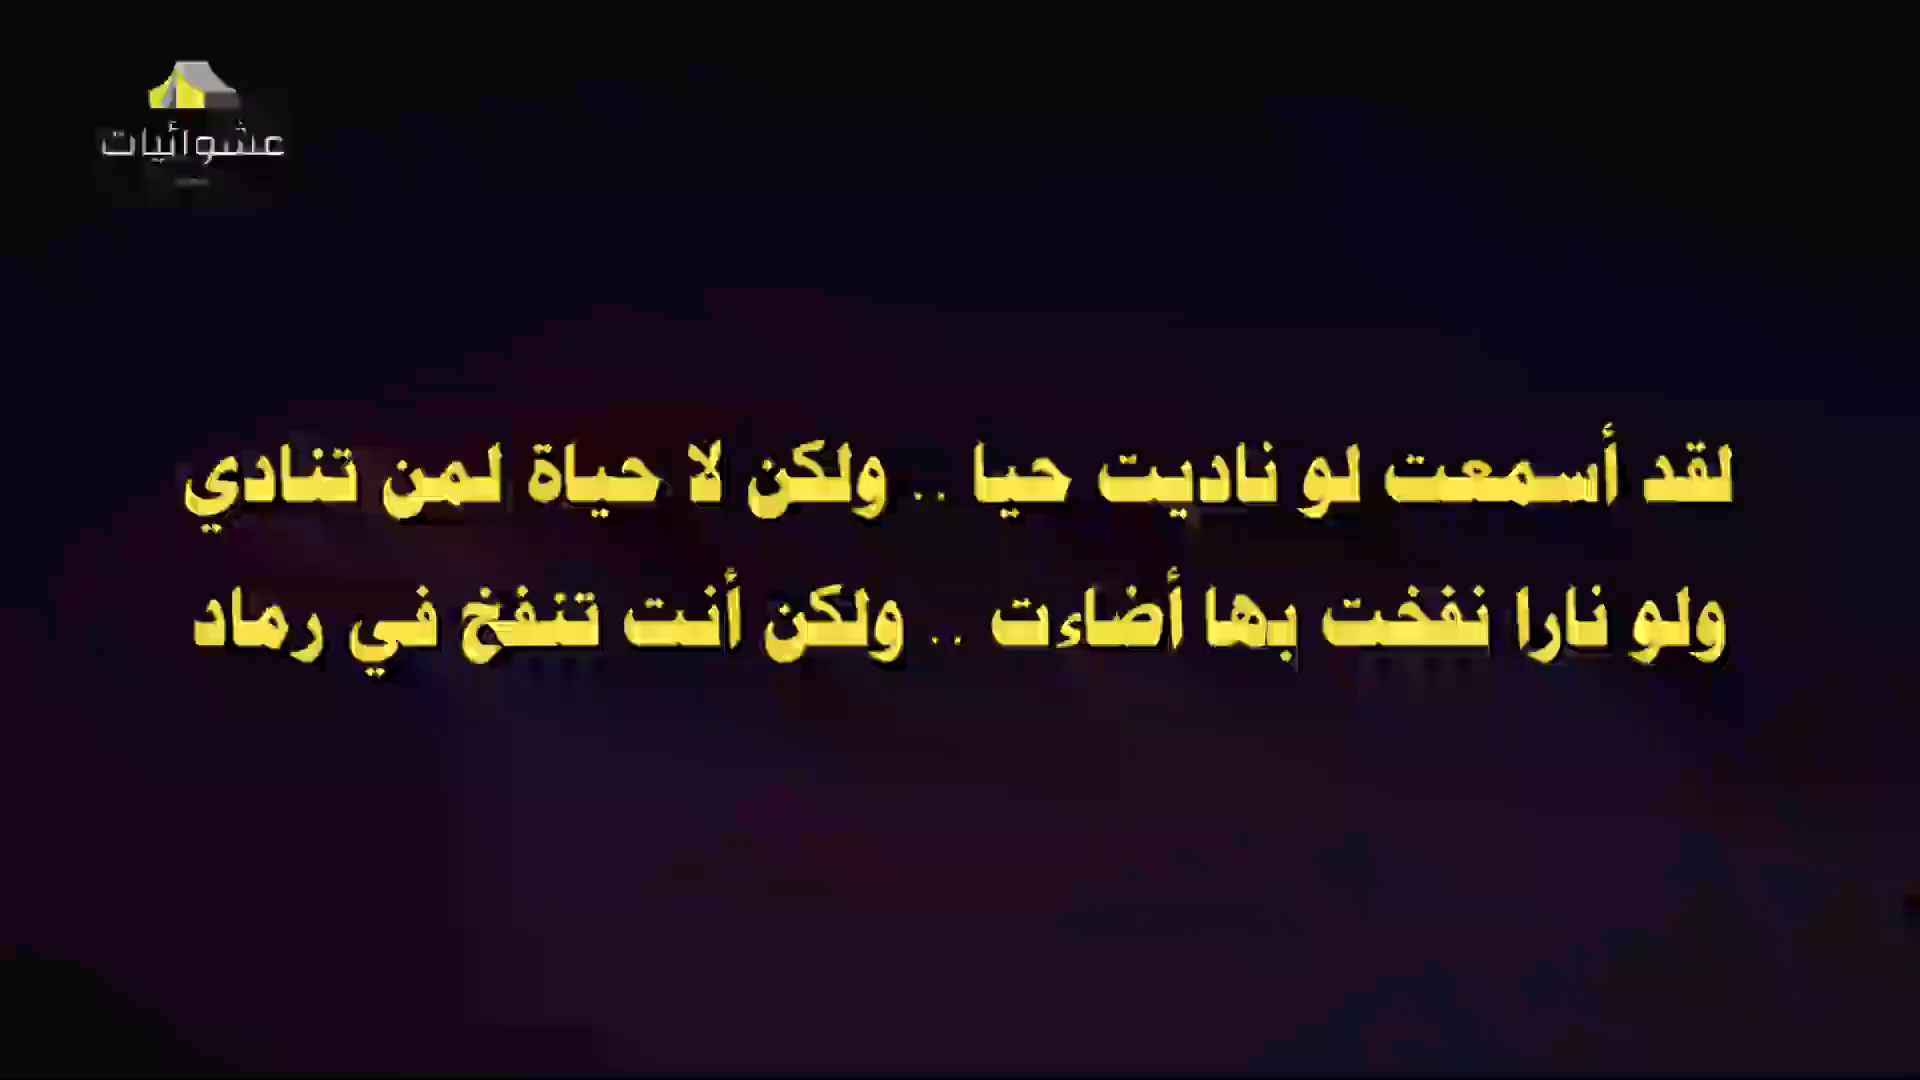 عشوائيات
لقد أسمعت لو ناديت حيا .. ولكن لا حياة لمن تنادي
ولو نارا نفخت بها أضاءت .. ولكن أنت تنفخ في رماد